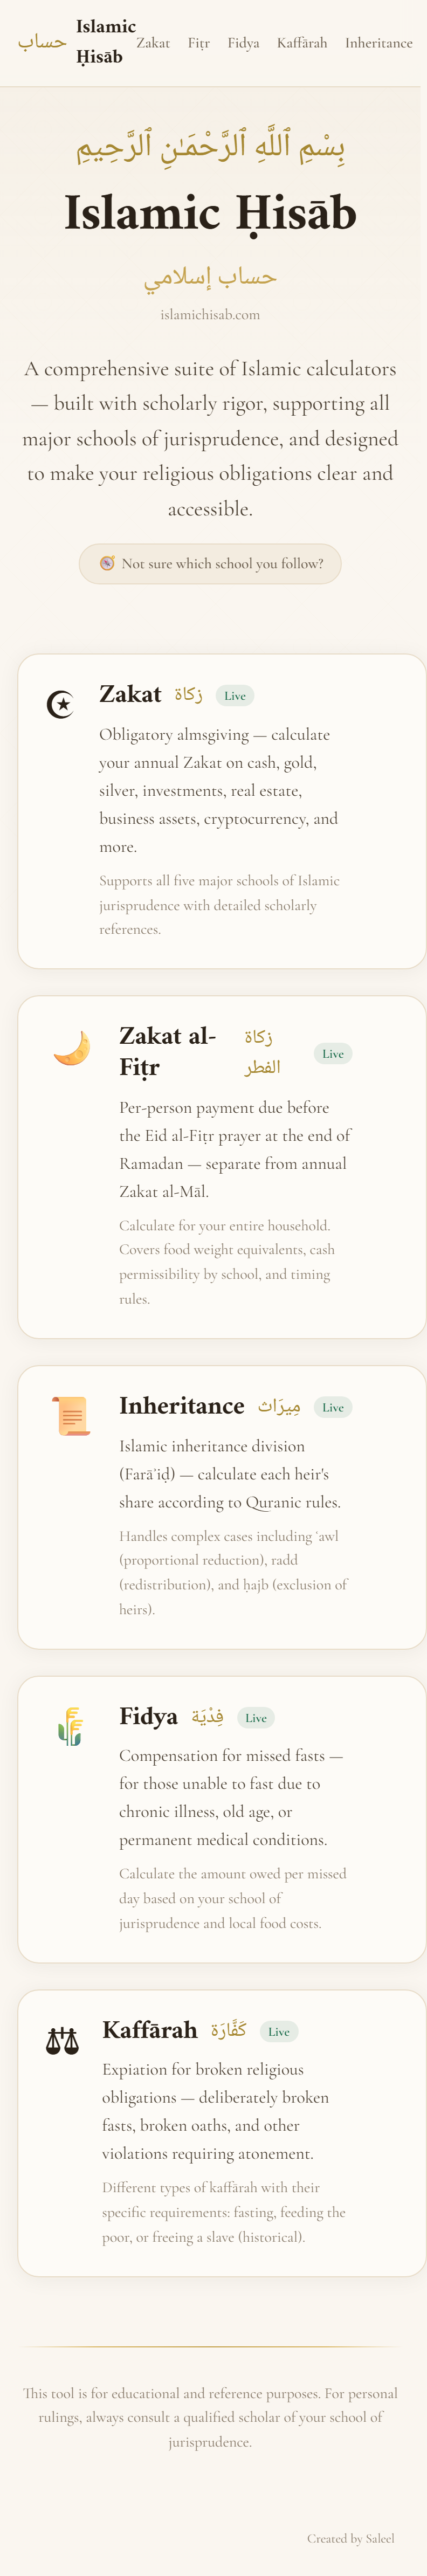 حساب
Islamic
Ḥisāb
Zakat Fiṭr Fidya Kaffārah Inheritance
بِسْمِ ٱللَّهِ ٱلرَّحْمَـٰنِ ٱلرَّحِيمِ
Islamic Ḥisāb
حساب إسلامي
islamichisab.com
A comprehensive suite of Islamic calculators
— built with scholarly rigor, supporting all
major schools of jurisprudence, and designed
to make your religious obligations clear and
accessible.
Not sure which school you follow?
Zakat زكاة Live
Obligatory almsgiving — calculate
your annual Zakat on cash, gold,
silver, investments, real estate,
business assets, cryptocurrency, and
more.
Supports all five major schools of Islamic
jurisprudence with detailed scholarly
references.
Zakat al-
Fiṭr
زكاة
الفطر
Live
Per-person payment due before
the Eid al-Fiṭr prayer at the end of
Ramadan — separate from annual
Zakat al-Māl.
Calculate for your entire household.
Covers food weight equivalents, cash
permissibility by school, and timing
rules.
Inheritance مِيرَاث Live
Islamic inheritance division
(Farāʾiḍ) — calculate each heir's
share according to Quranic rules.
Handles complex cases including ʿawl
(proportional reduction), radd
(redistribution), and ḥajb (exclusion of
heirs).
Fidya فِدْيَة Live
Compensation for missed fasts —
for those unable to fast due to
chronic illness, old age, or
permanent medical conditions.
Calculate the amount owed per missed
day based on your school of
jurisprudence and local food costs.
Kaffārah كَفَّارَة Live
Expiation for broken religious
obligations — deliberately broken
fasts, broken oaths, and other
violations requiring atonement.
Different types of kaffārah with their
specific requirements: fasting, feeding the
poor, or freeing a slave (historical).
This tool is for educational and reference purposes. For personal
rulings, always consult a qualified scholar of your school of
jurisprudence.
Created by Saleel